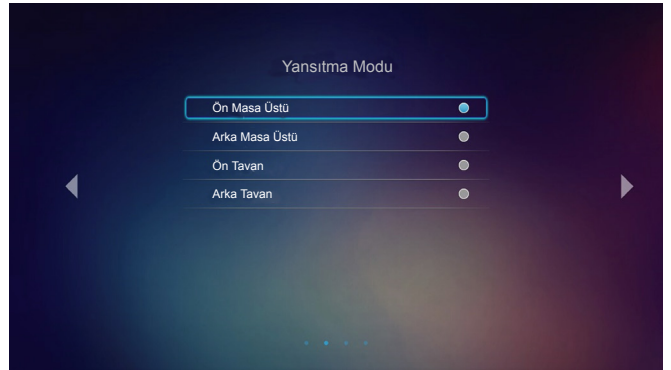 Yansıtma Modu
Ön Masa Üstü
Arka Masa Üstü
Ön Tavan
Arka Tavan